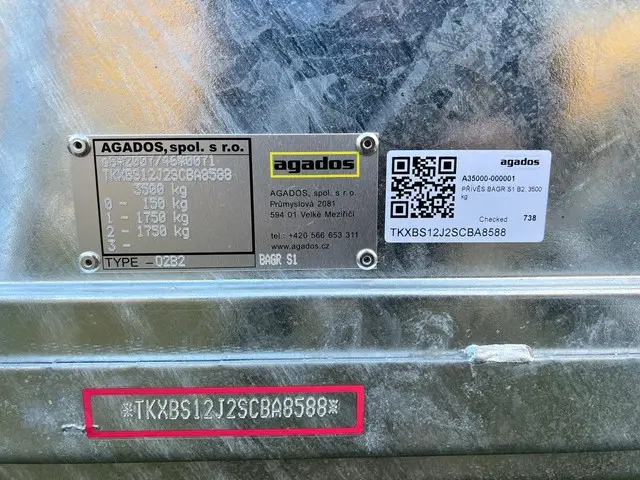 AGADOS, spol. s r.o.
TKXBS12J2SCBA8588
3500 kg
0 - 150 kg
1 - 1750 kg
2 - 1750 kg
3 -
TYPE - O2B2
BAGR S1
agados
AGADOS, spol. s r.o.
Průmyslová 2081
594 01 Velké Meziříčí
tel.: +420 566 653 311
www.agados.cz
agados
A35000-000001
PŘÍVĚS BAGR S1 B2, 3500
kg
Checked 738
TKXBS12J2SCBA8588
*TKXBS12J2SCBA8588*